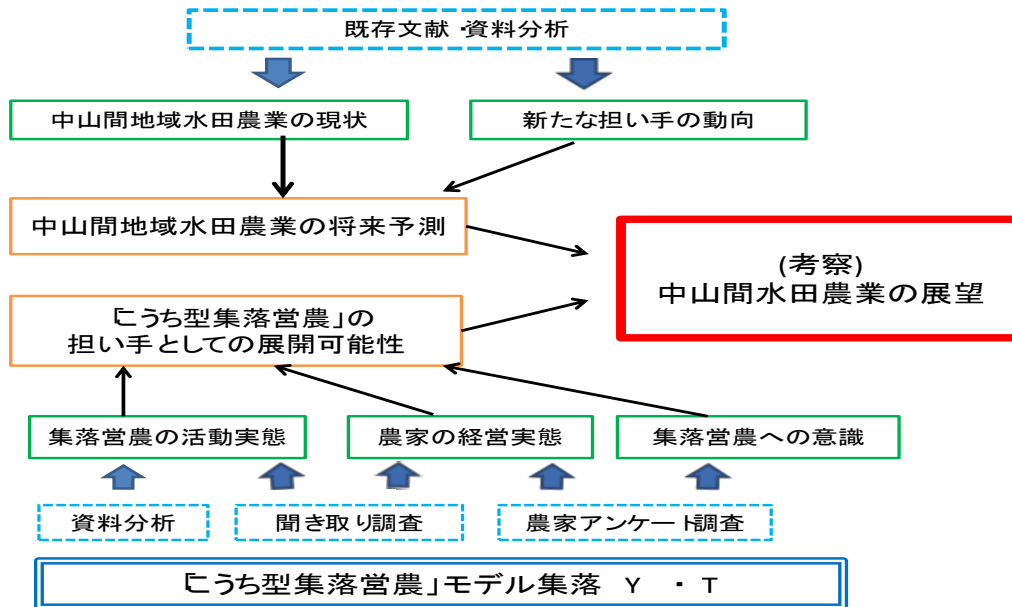 既存文献・資料分析
中山間地域水田農業の現状
新たな担い手の動向
中山間地域水田農業の将来予測
(考察)
中山間水田農業の展望
「こうち型集落営農」の
担い手としての展開可能性
集落営農の活動実態
農家の経営実態
集落営農への意識
資料分析
聞き取り調査
農家アンケート調査
「こうち型集落営農」モデル集落 Y ・ T